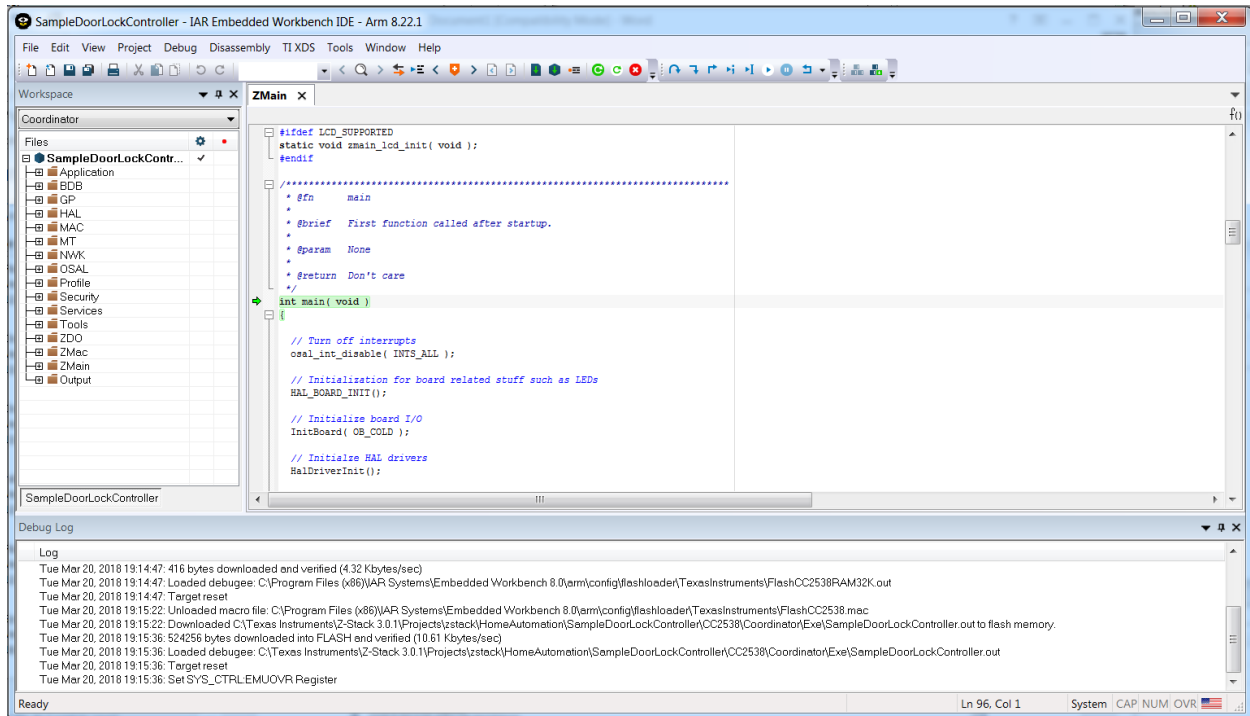 SampleDoorLockController - IAR Embedded Workbench IDE - Arm 8.22.1
File Edit View Project Debug Disassembly TI XDS Tools Window Help
Workspace
ZMain
Coordinator
Files
SampleDoorLockContr...
Application
BDB
GP
HAL
MAC
MT
NWK
OSAL
Profile
Security
Services
Tools
ZDO
ZMac
ZMain
Output
SampleDoorLockController
f()
#ifdef LCD_SUPPORTED
static void zmain_lcd_init( void );
#endif
* @fn main
*
* @brief First function called after startup.
*
* @param None
*
* @return Don't care
*/
int main( void )
{
// Turn off interrupts
osal_int_disable( INTS_ALL );
// Initialization for board related stuff such as LEDs
HAL_BOARD_INIT();
// Initialize board I/O
InitBoard( OB_COLD );
// Initialze HAL drivers
HalDriverInit();
Debug Log
Log
Tue Mar 20, 2018 19:14:47: 416 bytes downloaded and verified (4.32 Kbytes/sec)
Tue Mar 20, 2018 19:14:47: Loaded debugee: C:\Program Files (x86)\IAR Systems\Embedded Workbench 8.0\arm\config\flashloader\TexasInstruments\FlashCC2538RAM32K.out
Tue Mar 20, 2018 19:14:47: Target reset
Tue Mar 20, 2018 19:15:22: Unloaded macro file: C:\Program Files (x86)\IAR Systems\Embedded Workbench 8.0\arm\config\flashloader\TexasInstruments\FlashCC2538.mac
Tue Mar 20, 2018 19:15:22: Downloaded C:\Texas Instruments\Z-Stack 3.0.1\Projects\zstack\HomeAutomation\SampleDoorLockController\CC2538\Coordinator\Exe\SampleDoorLockController.out to flash memory.
Tue Mar 20, 2018 19:15:36: 524256 bytes downloaded into FLASH and verified (10.61 Kbytes/sec)
Tue Mar 20, 2018 19:15:36: Loaded debugee: C:\Texas Instruments\Z-Stack 3.0.1\Projects\zstack\HomeAutomation\SampleDoorLockController\CC2538\Coordinator\Exe\SampleDoorLockController.out
Tue Mar 20, 2018 19:15:36: Target reset
Tue Mar 20, 2018 19:15:36: Set SYS_CTRL:EMUOVR Register
Ready
Ln 96, Col 1
System CAP NUM OVR